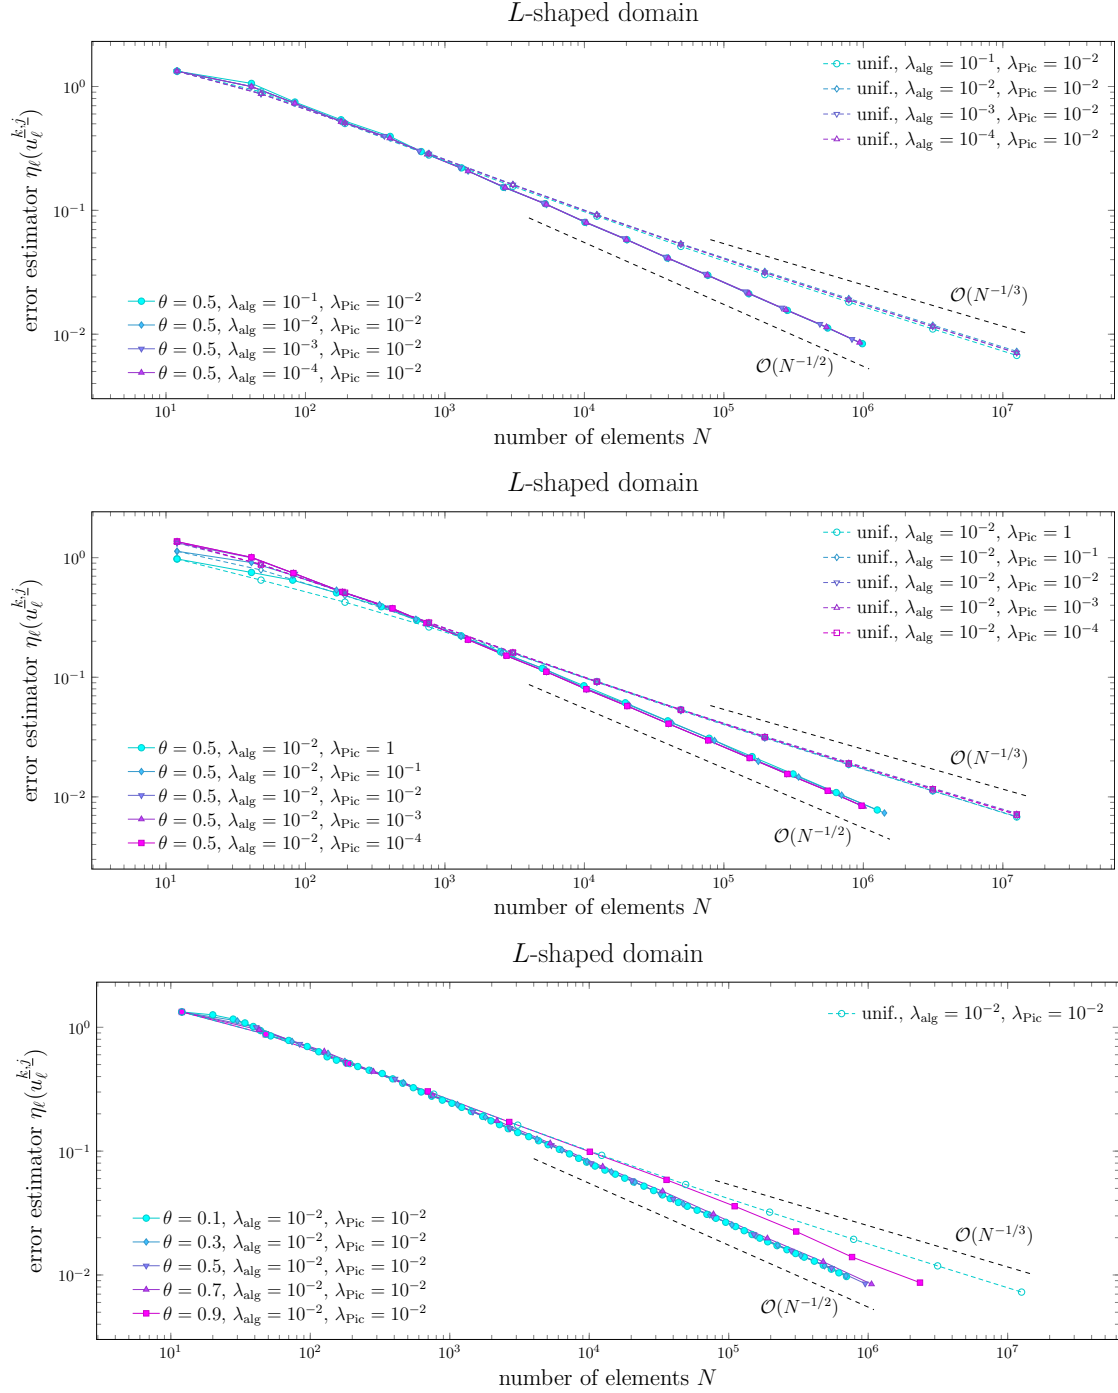 L-shaped domain
error estimator η_ℓ(u_ℓ^{k,j})
10^0
10^{-1}
10^{-2}
unif., λ_alg = 10^{-1}, λ_Pic = 10^{-2}
unif., λ_alg = 10^{-2}, λ_Pic = 10^{-2}
unif., λ_alg = 10^{-3}, λ_Pic = 10^{-2}
unif., λ_alg = 10^{-4}, λ_Pic = 10^{-2}
O(N^{-1/3})
θ = 0.5, λ_alg = 10^{-1}, λ_Pic = 10^{-2}
θ = 0.5, λ_alg = 10^{-2}, λ_Pic = 10^{-2}
θ = 0.5, λ_alg = 10^{-3}, λ_Pic = 10^{-2}
θ = 0.5, λ_alg = 10^{-4}, λ_Pic = 10^{-2}
O(N^{-1/2})
10^1 10^2 10^3 10^4 10^5 10^6 10^7
number of elements N
L-shaped domain
error estimator η_ℓ(u_ℓ^{k,j})
10^0
10^{-1}
10^{-2}
unif., λ_alg = 10^{-2}, λ_Pic = 1
unif., λ_alg = 10^{-2}, λ_Pic = 10^{-1}
unif., λ_alg = 10^{-2}, λ_Pic = 10^{-2}
unif., λ_alg = 10^{-2}, λ_Pic = 10^{-3}
unif., λ_alg = 10^{-2}, λ_Pic = 10^{-4}
O(N^{-1/3})
θ = 0.5, λ_alg = 10^{-2}, λ_Pic = 1
θ = 0.5, λ_alg = 10^{-2}, λ_Pic = 10^{-1}
θ = 0.5, λ_alg = 10^{-2}, λ_Pic = 10^{-2}
θ = 0.5, λ_alg = 10^{-2}, λ_Pic = 10^{-3}
θ = 0.5, λ_alg = 10^{-2}, λ_Pic = 10^{-4}
O(N^{-1/2})
10^1 10^2 10^3 10^4 10^5 10^6 10^7
number of elements N
L-shaped domain
error estimator η_ℓ(u_ℓ^{k,j})
10^0
10^{-1}
10^{-2}
unif., λ_alg = 10^{-2}, λ_Pic = 10^{-2}
O(N^{-1/3})
θ = 0.1, λ_alg = 10^{-2}, λ_Pic = 10^{-2}
θ = 0.3, λ_alg = 10^{-2}, λ_Pic = 10^{-2}
θ = 0.5, λ_alg = 10^{-2}, λ_Pic = 10^{-2}
θ = 0.7, λ_alg = 10^{-2}, λ_Pic = 10^{-2}
θ = 0.9, λ_alg = 10^{-2}, λ_Pic = 10^{-2}
O(N^{-1/2})
10^1 10^2 10^3 10^4 10^5 10^6 10^7
number of elements N